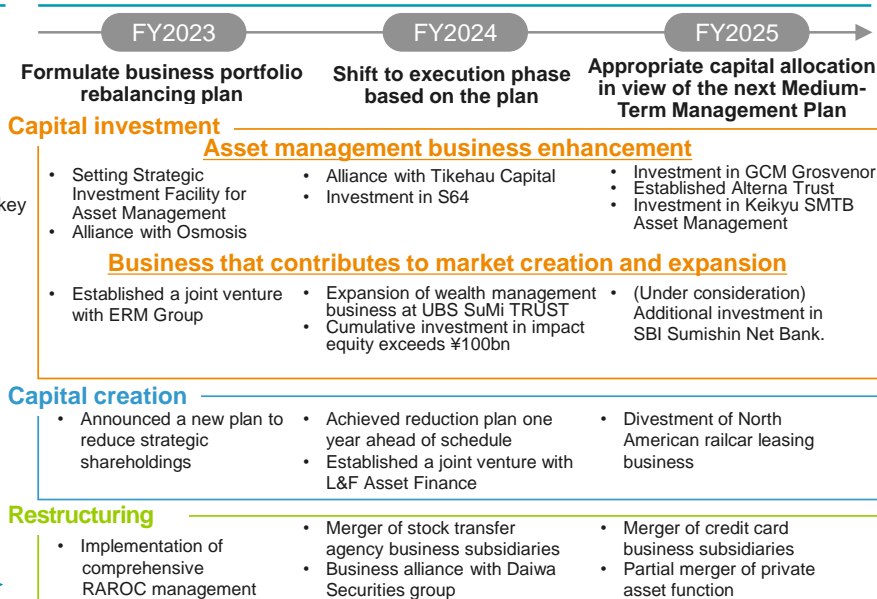 FY2023
FY2024
FY2025
Formulate business portfolio
rebalancing plan
Shift to execution phase
based on the plan
Appropriate capital allocation
in view of the next Medium-
Term Management Plan
key
Capital investment
Asset management business enhancement
• Setting Strategic
Investment Facility for
Asset Management
• Alliance with Osmosis
• Alliance with Tikehau Capital
• Investment in S64
• Investment in GCM Grosvenor
• Established Alterna Trust
• Investment in Keikyu SMTB
Asset Management
Business that contributes to market creation and expansion
• Established a joint venture
with ERM Group
• Expansion of wealth management
business at UBS SuMi TRUST
• Cumulative investment in impact
equity exceeds ¥100bn
• (Under consideration)
Additional investment in
SBI Sumishin Net Bank.
Capital creation
• Announced a new plan to
reduce strategic
shareholdings
• Achieved reduction plan one
year ahead of schedule
• Established a joint venture with
L&F Asset Finance
• Divestment of North
American railcar leasing
business
Restructuring
• Implementation of
comprehensive
RAROC management
• Merger of stock transfer
agency business subsidiaries
• Business alliance with Daiwa
Securities group
• Merger of credit card
business subsidiaries
• Partial merger of private
asset function